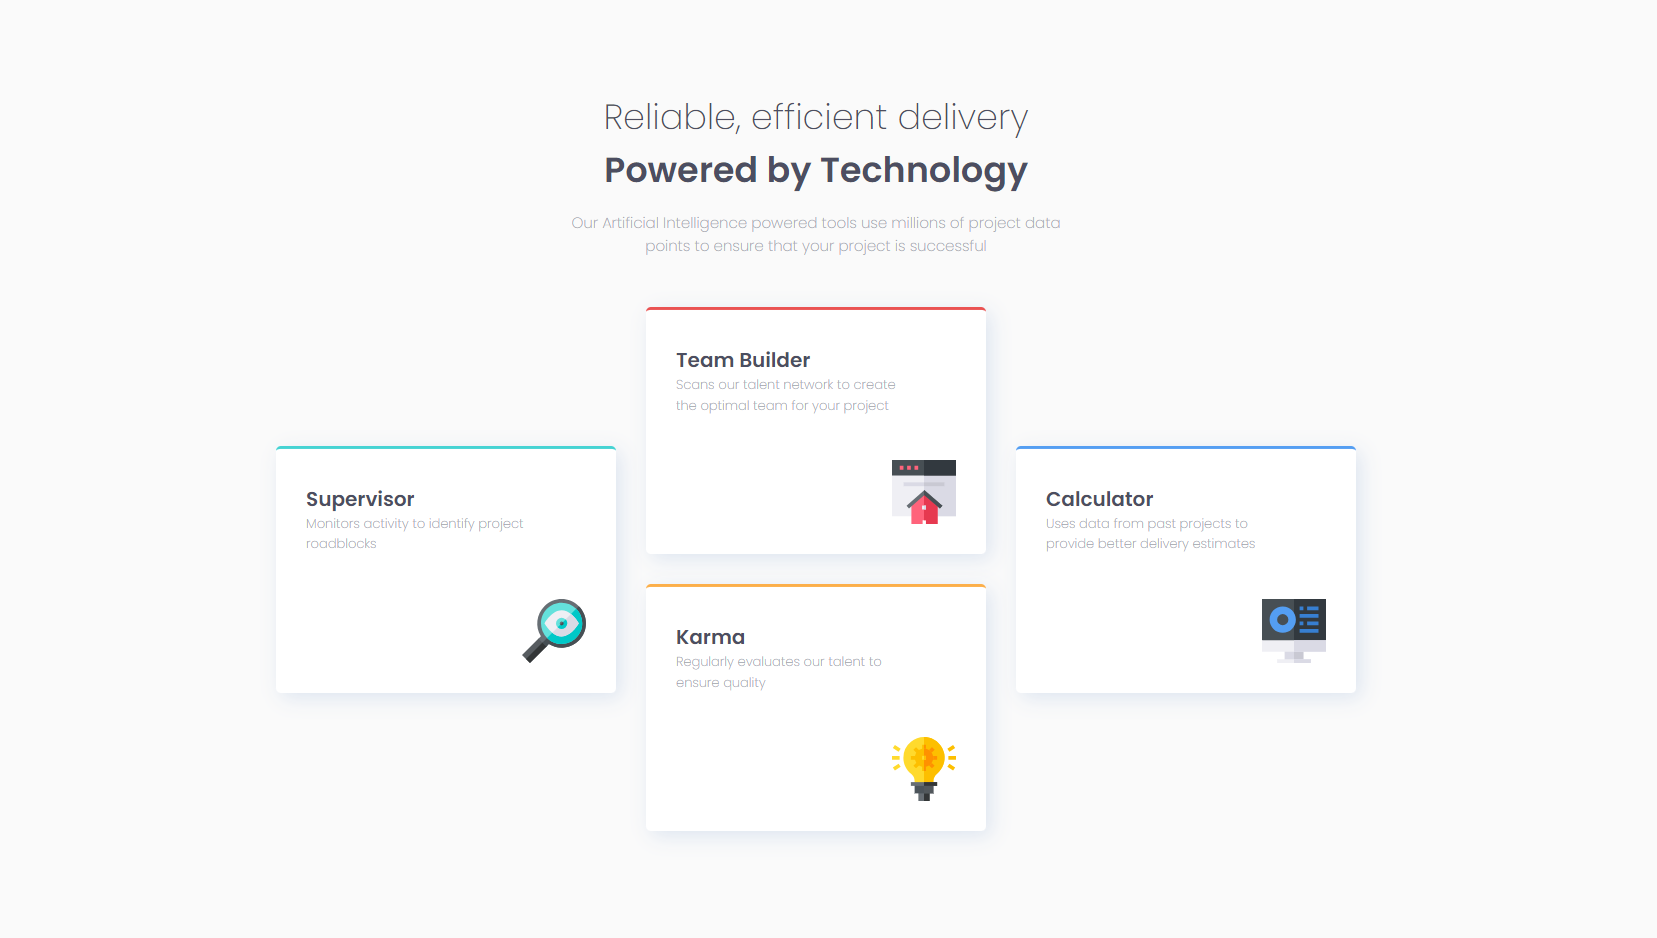 Reliable, efficient delivery
Powered by Technology
Our Artificial Intelligence powered tools use millions of project data
points to ensure that your project is successful
Team Builder
Scans our talent network to create
the optimal team for your project
Supervisor
Monitors activity to identify project
roadblocks
Calculator
Uses data from past projects to
provide better delivery estimates
Karma
Regularly evaluates our talent to
ensure quality